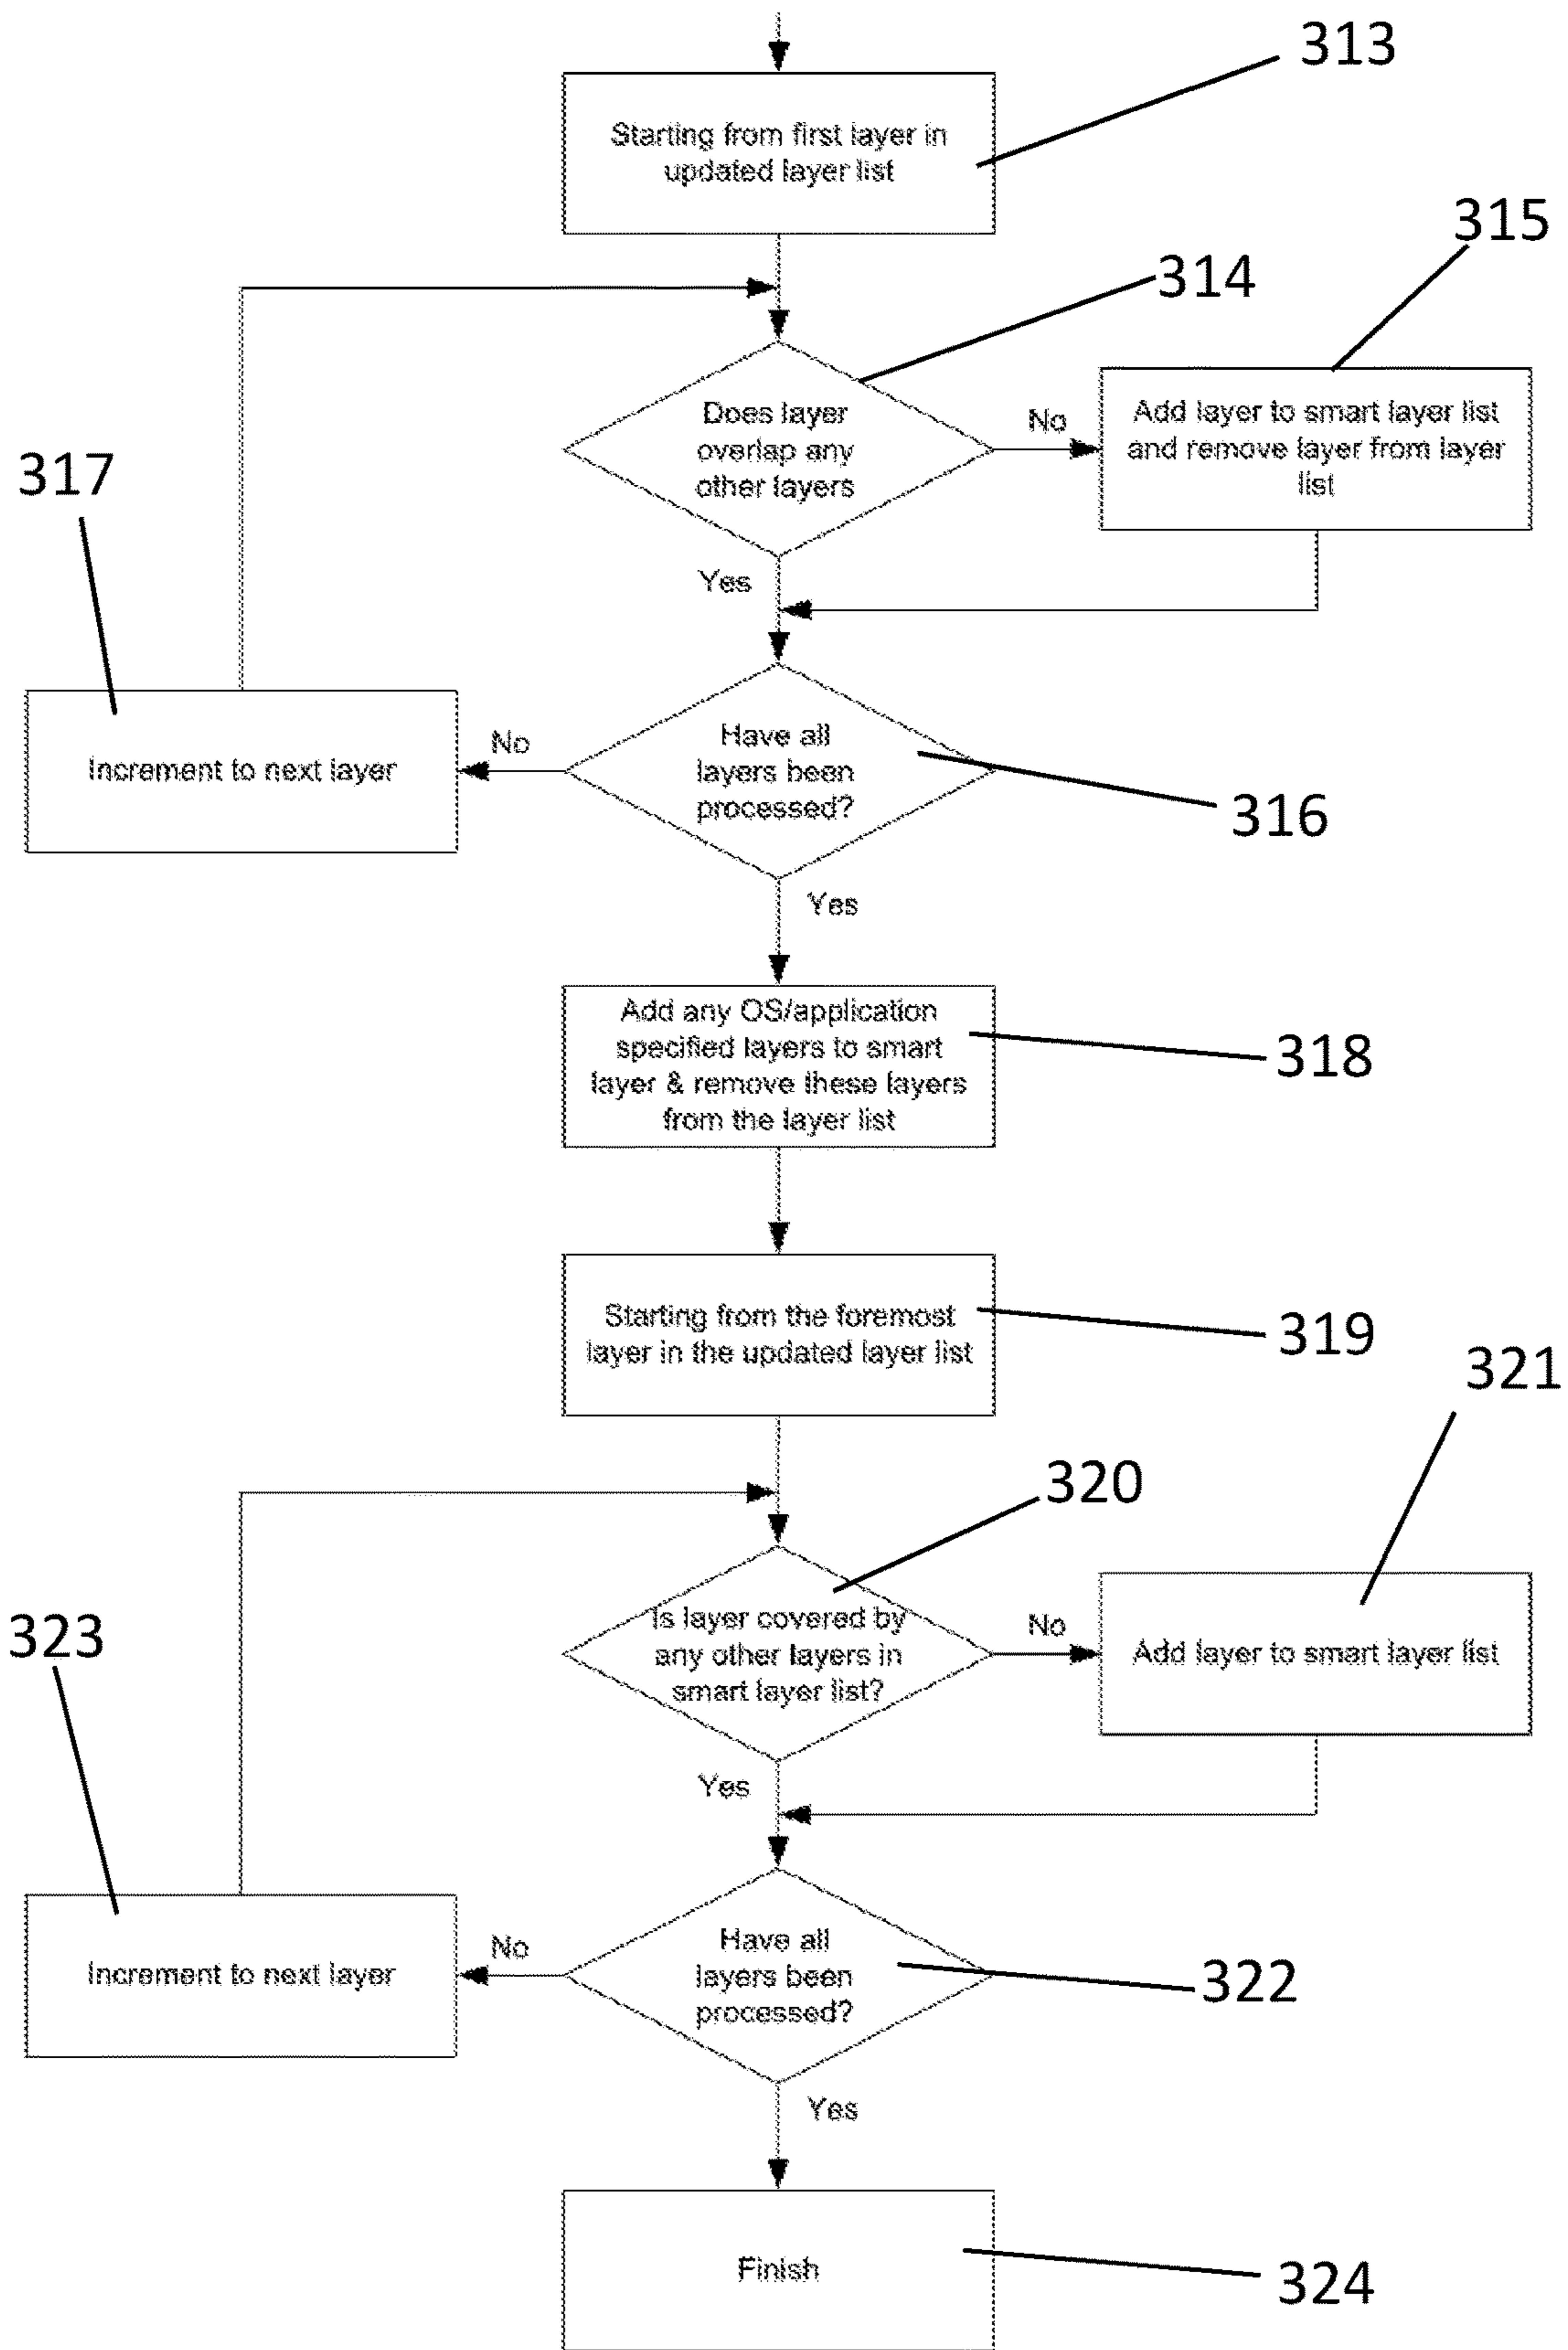 313
Starting from first layer in
updated layer list
315
314
Does layer
overlap any
other layers
No
Add layer to smart layer list
and remove layer from layer
list
317
Yes
Have all
layers been
processed?
No
Increment to next layer
316
Yes
Add any OS/application
specified layers to smart
layer & remove these layers
from the layer list
318
Starting from the foremost
layer in the updated layer list
319
321
320
Is layer covered by
any other layers in
smart layer list?
No
Add layer to smart layer list
323
Yes
Have all
layers been
processed?
No
Increment to next layer
322
Yes
Finish
324